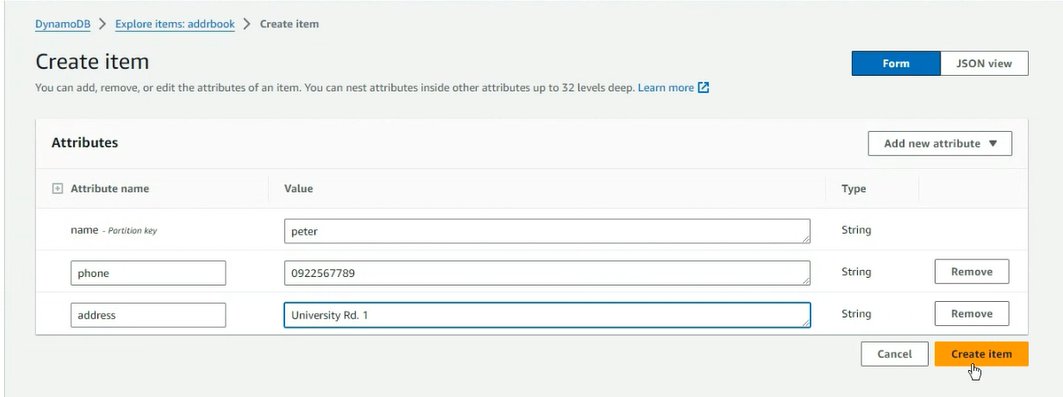 DynamoDB > Explore items: addrbook > Create item
Create item
Form JSON view
You can add, remove, or edit the attributes of an item. You can nest attributes inside other attributes up to 32 levels deep. Learn more
Attributes
Add new attribute ▼
Attribute name Value Type
name - Partition key peter String
phone 0922567789 String Remove
address University Rd. 1 String Remove
Cancel Create item